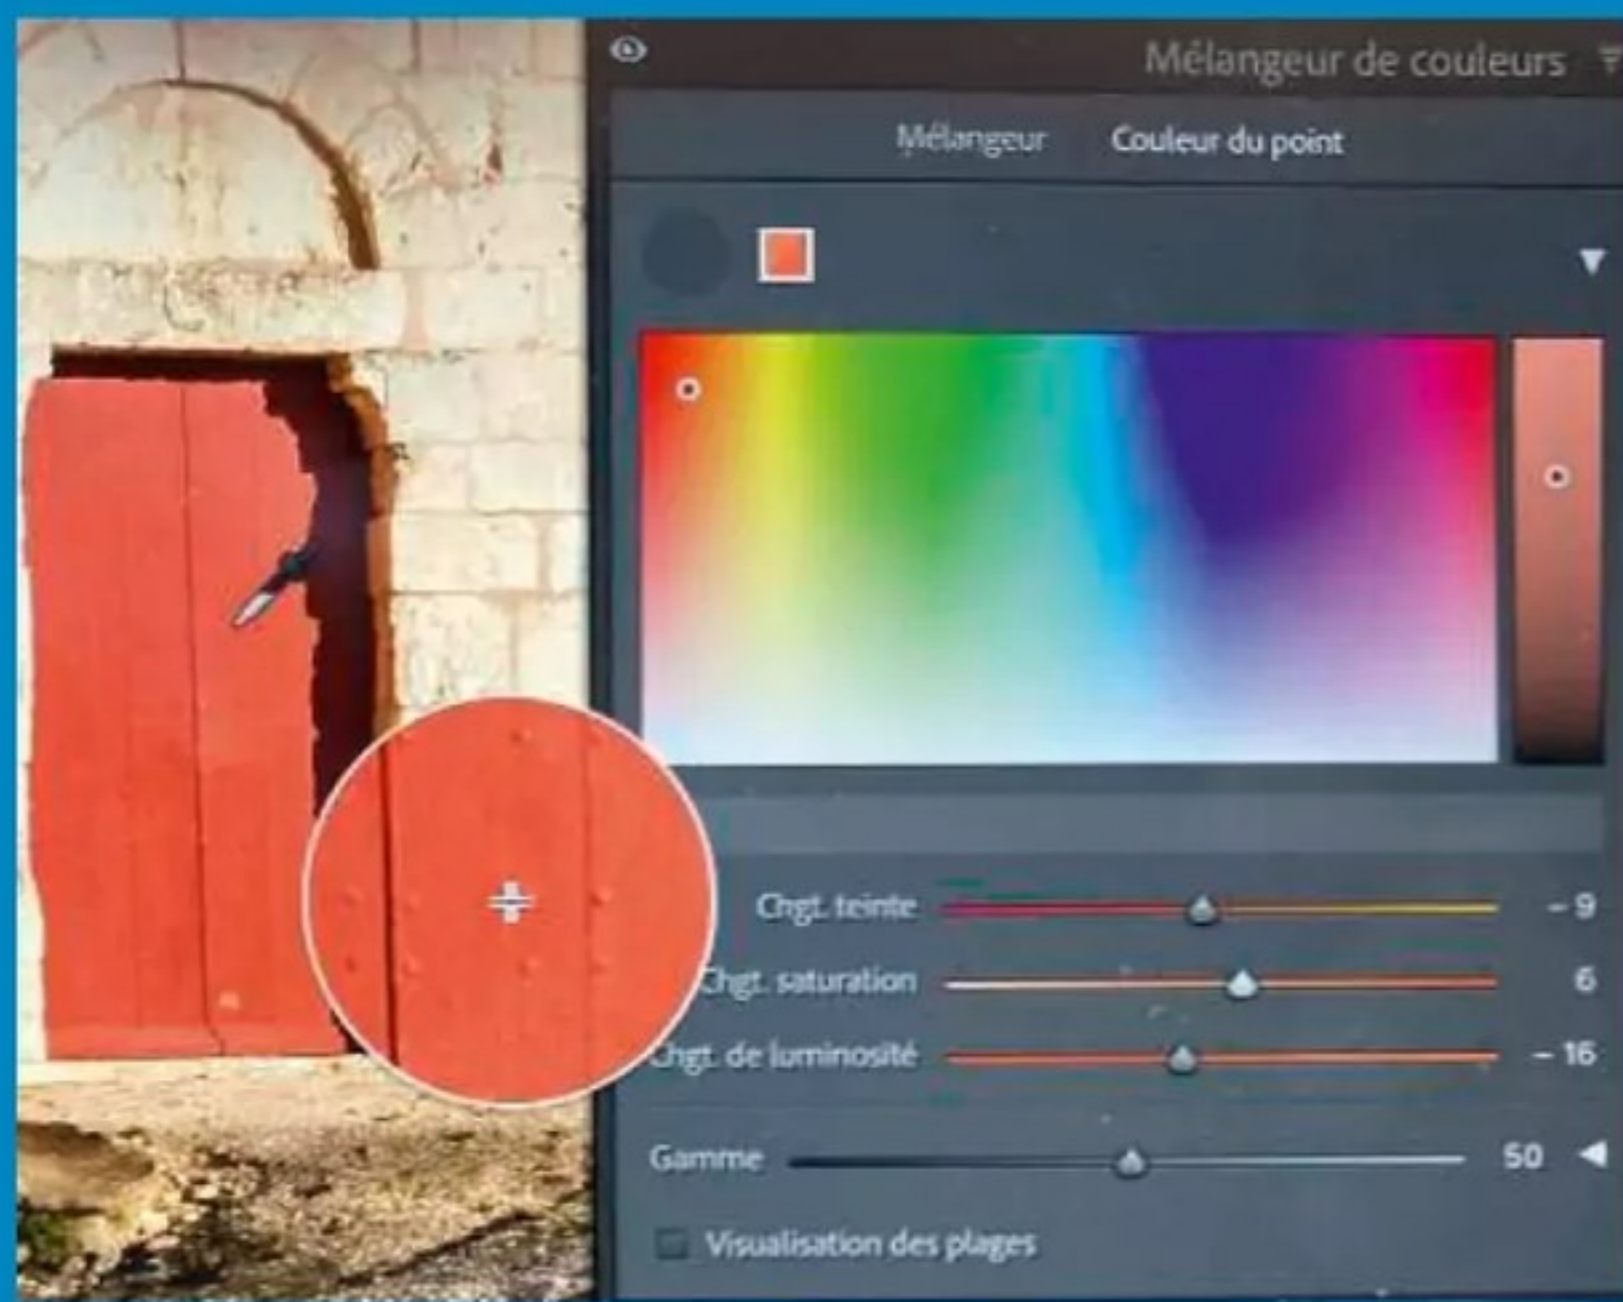 Mélangeur de couleurs
Mélangeur Couleur du point
Chgt. teinte - 9
Chgt. saturation 6
Chgt. de luminosité - 16
Gamme 50
Visualisation des plages